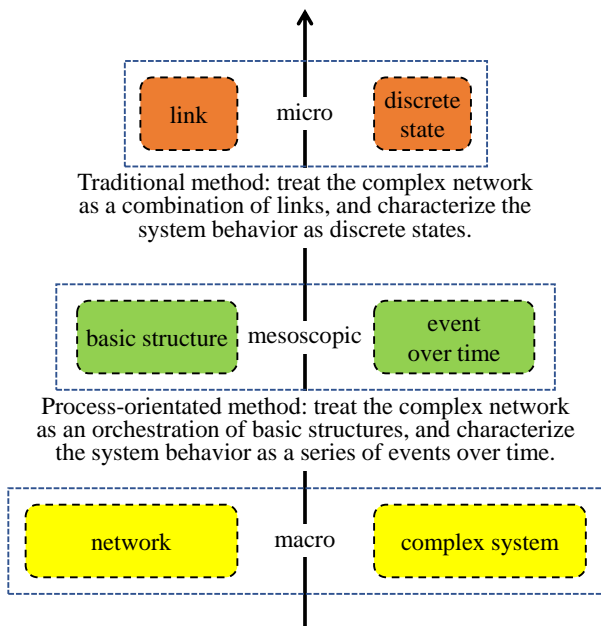 link
micro
discrete
state
Traditional method: treat the complex network
as a combination of links, and characterize the
system behavior as discrete states.
basic structure
mesoscopic
event
over time
Process-orientated method: treat the complex network
as an orchestration of basic structures, and characterize
the system behavior as a series of events over time.
network
macro
complex system